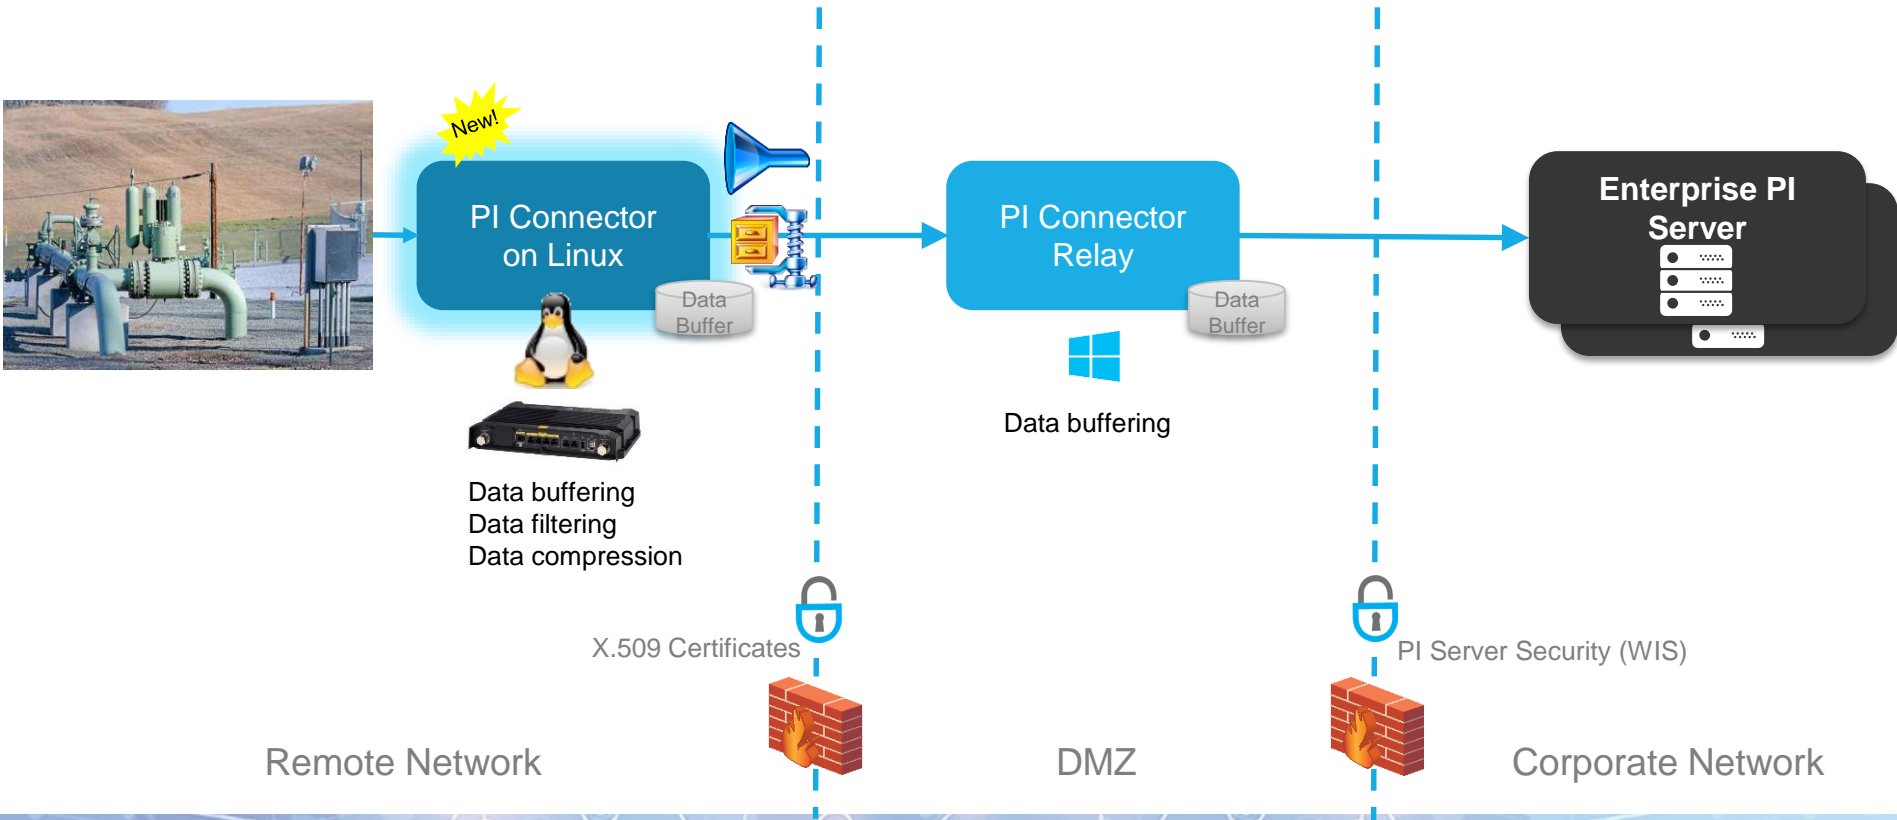 New!
PI Connector
on Linux
Data
Buffer
PI Connector
Relay
Data
Buffer
Enterprise PI
Server
Data buffering
Data filtering
Data compression
Data buffering
X.509 Certificates
PI Server Security (WIS)
Remote Network
DMZ
Corporate Network